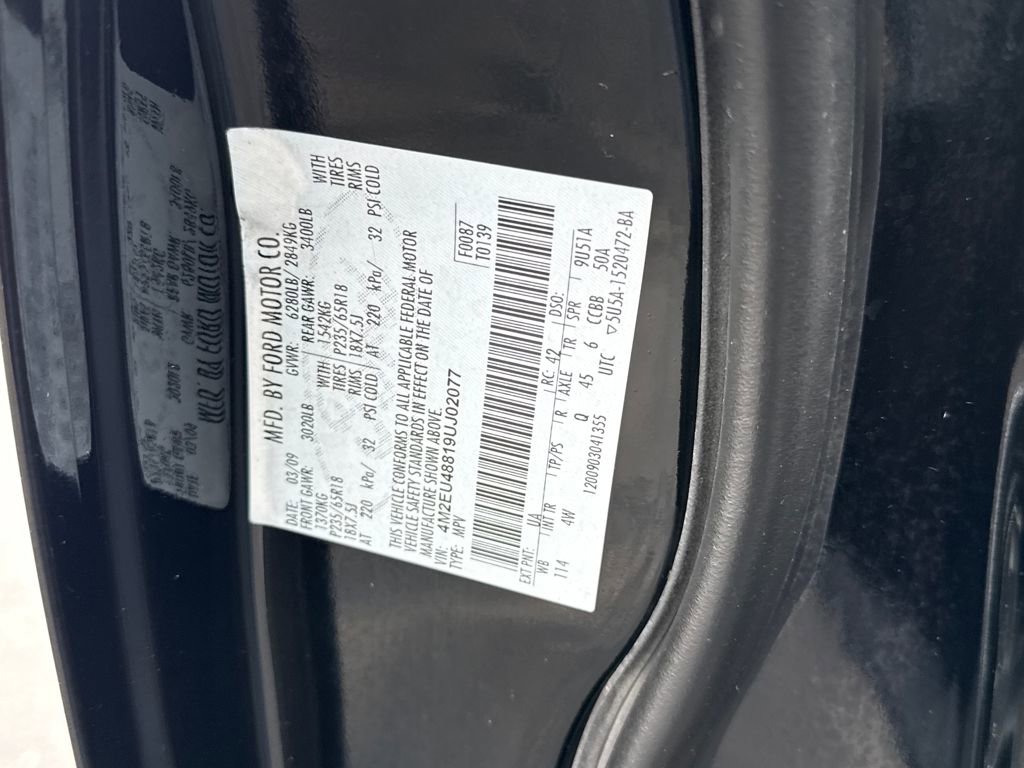 MFD. BY FORD MOTOR CO.
DATE: 03/09 GWR: 6280LB/ 2849KG
FRONT GAWR: 3020LB REAR GAWR: 3400LB
1370KG WITH 1542KG WITH
P235/65R18 TIRES P235/65R18 TIRES
18X7.5J RIMS 18X7.5J RIMS
AT 220 kPa/ 32 PSI COLD AT 220 kPa/ 32 PSI COLD
THIS VEHICLE CONFORMS TO ALL APPLICABLE FEDERAL MOTOR
VEHICLE SAFETY STANDARDS IN EFFECT ON THE DATE OF
MANUFACTURE SHOWN ABOVE.
VIN: 4M2EU48819UJ02077 F0087
TYPE: MPV T0139
EXT PNT: UA RC: 42 DSO:
WB INT TR TP/PS R AXLE TR SPR 9U51A
114 4W Q 45 6 CCBB 50A
1200903041355 UTC ▽5U5A-1520472-BA